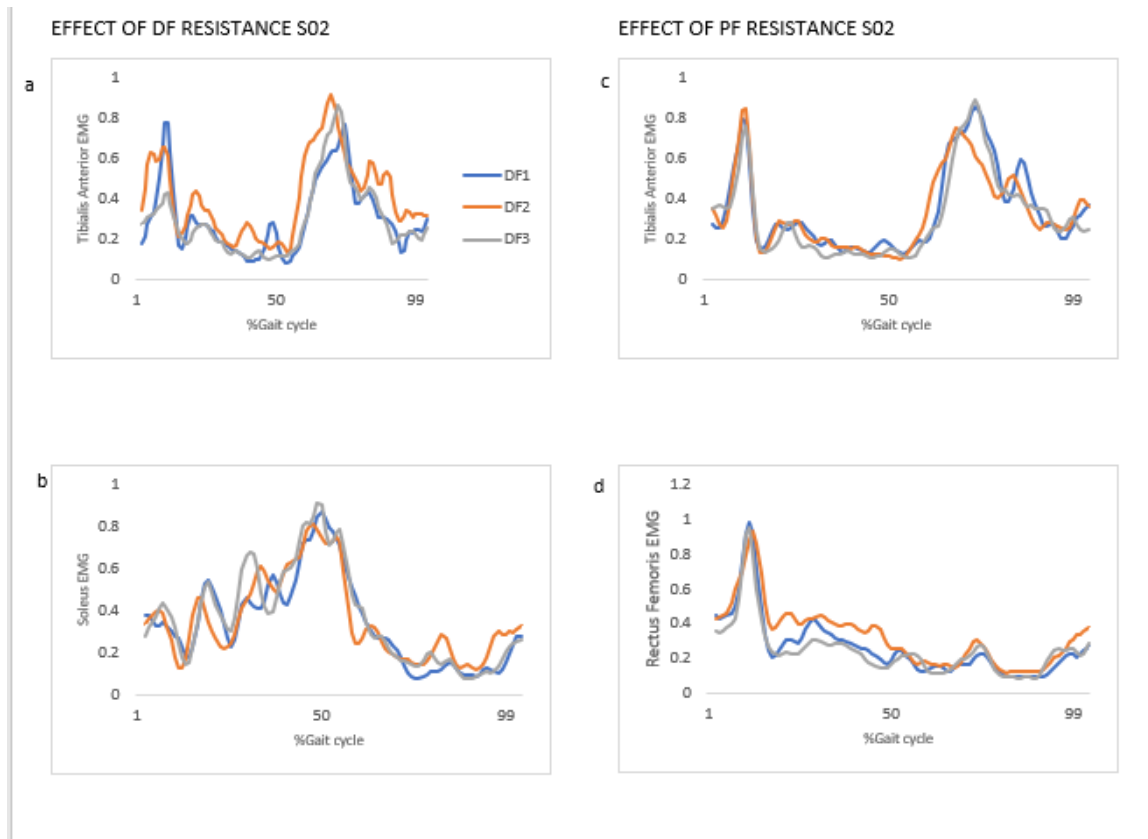 EFFECT OF DF RESISTANCE S02
EFFECT OF PF RESISTANCE S02
a
Tibialis Anterior EMG
1
0.8
0.6
0.4
0.2
0
1
50
99
%Gait cycle
DF1
DF2
DF3
c
Tibialis Anterior EMG
1
0.8
0.6
0.4
0.2
0
1
50
99
%Gait cycle
b
Soleus EMG
1
0.8
0.6
0.4
0.2
0
1
50
99
%Gait cycle
d
Rectus Femoris EMG
1.2
1
0.8
0.6
0.4
0.2
0
1
50
99
%Gait cycle